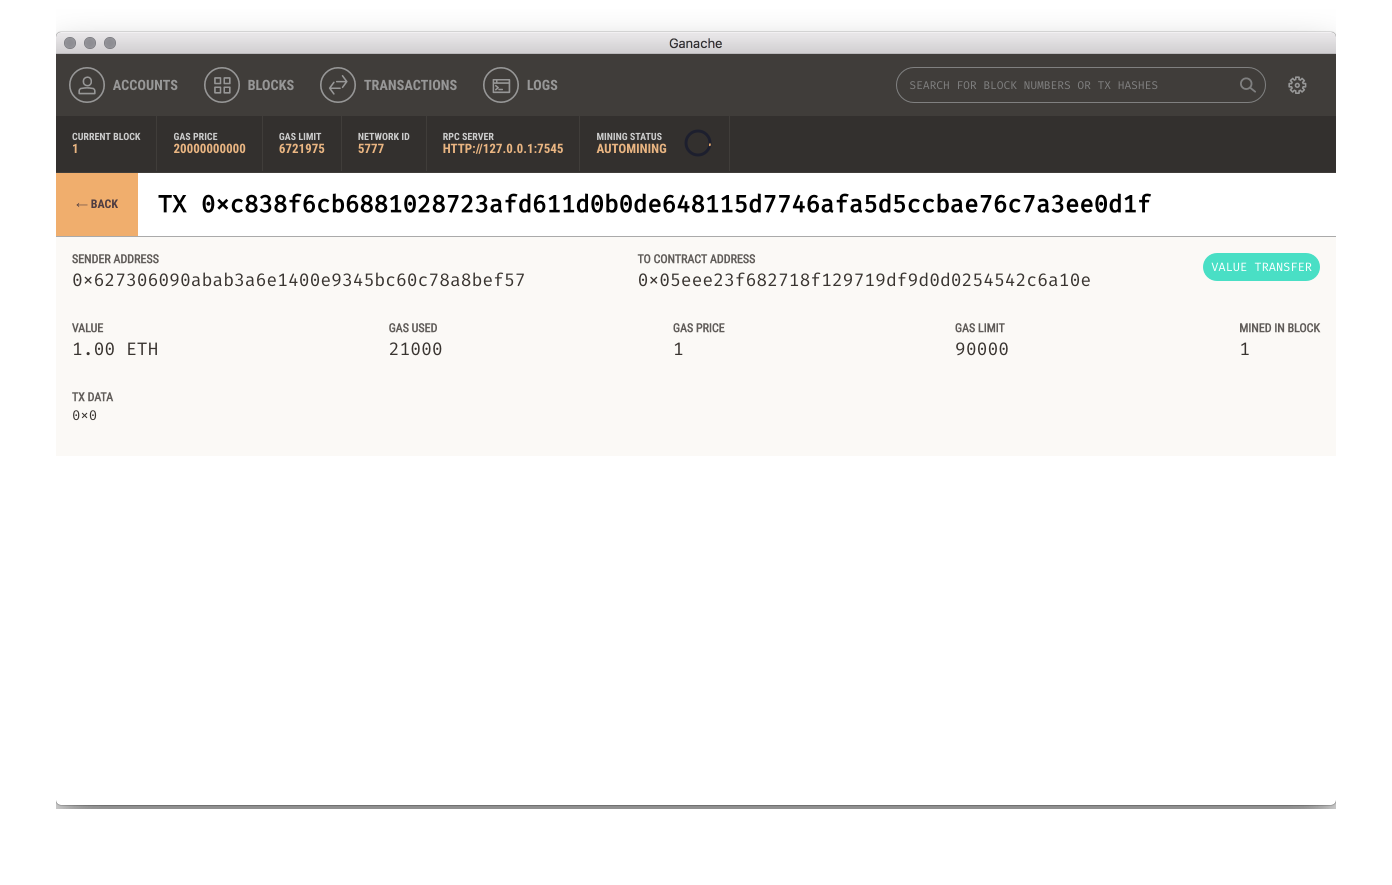 Ganache
ACCOUNTS BLOCKS TRANSACTIONS LOGS SEARCH FOR BLOCK NUMBERS OR TX HASHES
CURRENT BLOCK GAS PRICE GAS LIMIT NETWORK ID RPC SERVER MINING STATUS
1 20000000000 6721975 5777 HTTP://127.0.0.1:7545 AUTOMINING
←BACK TX 0×c838f6cb6881028723afd611d0b0de648115d7746afa5d5ccbae76c7a3ee0d1f
SENDER ADDRESS TO CONTRACT ADDRESS
0×627306090abab3a6e1400e9345bc60c78a8bef57 0×05eee23f682718f129719df9d0d0254542c6a10e VALUE TRANSFER
VALUE GAS USED GAS PRICE GAS LIMIT MINED IN BLOCK
1.00 ETH 21000 1 90000 1
TX DATA
0×0